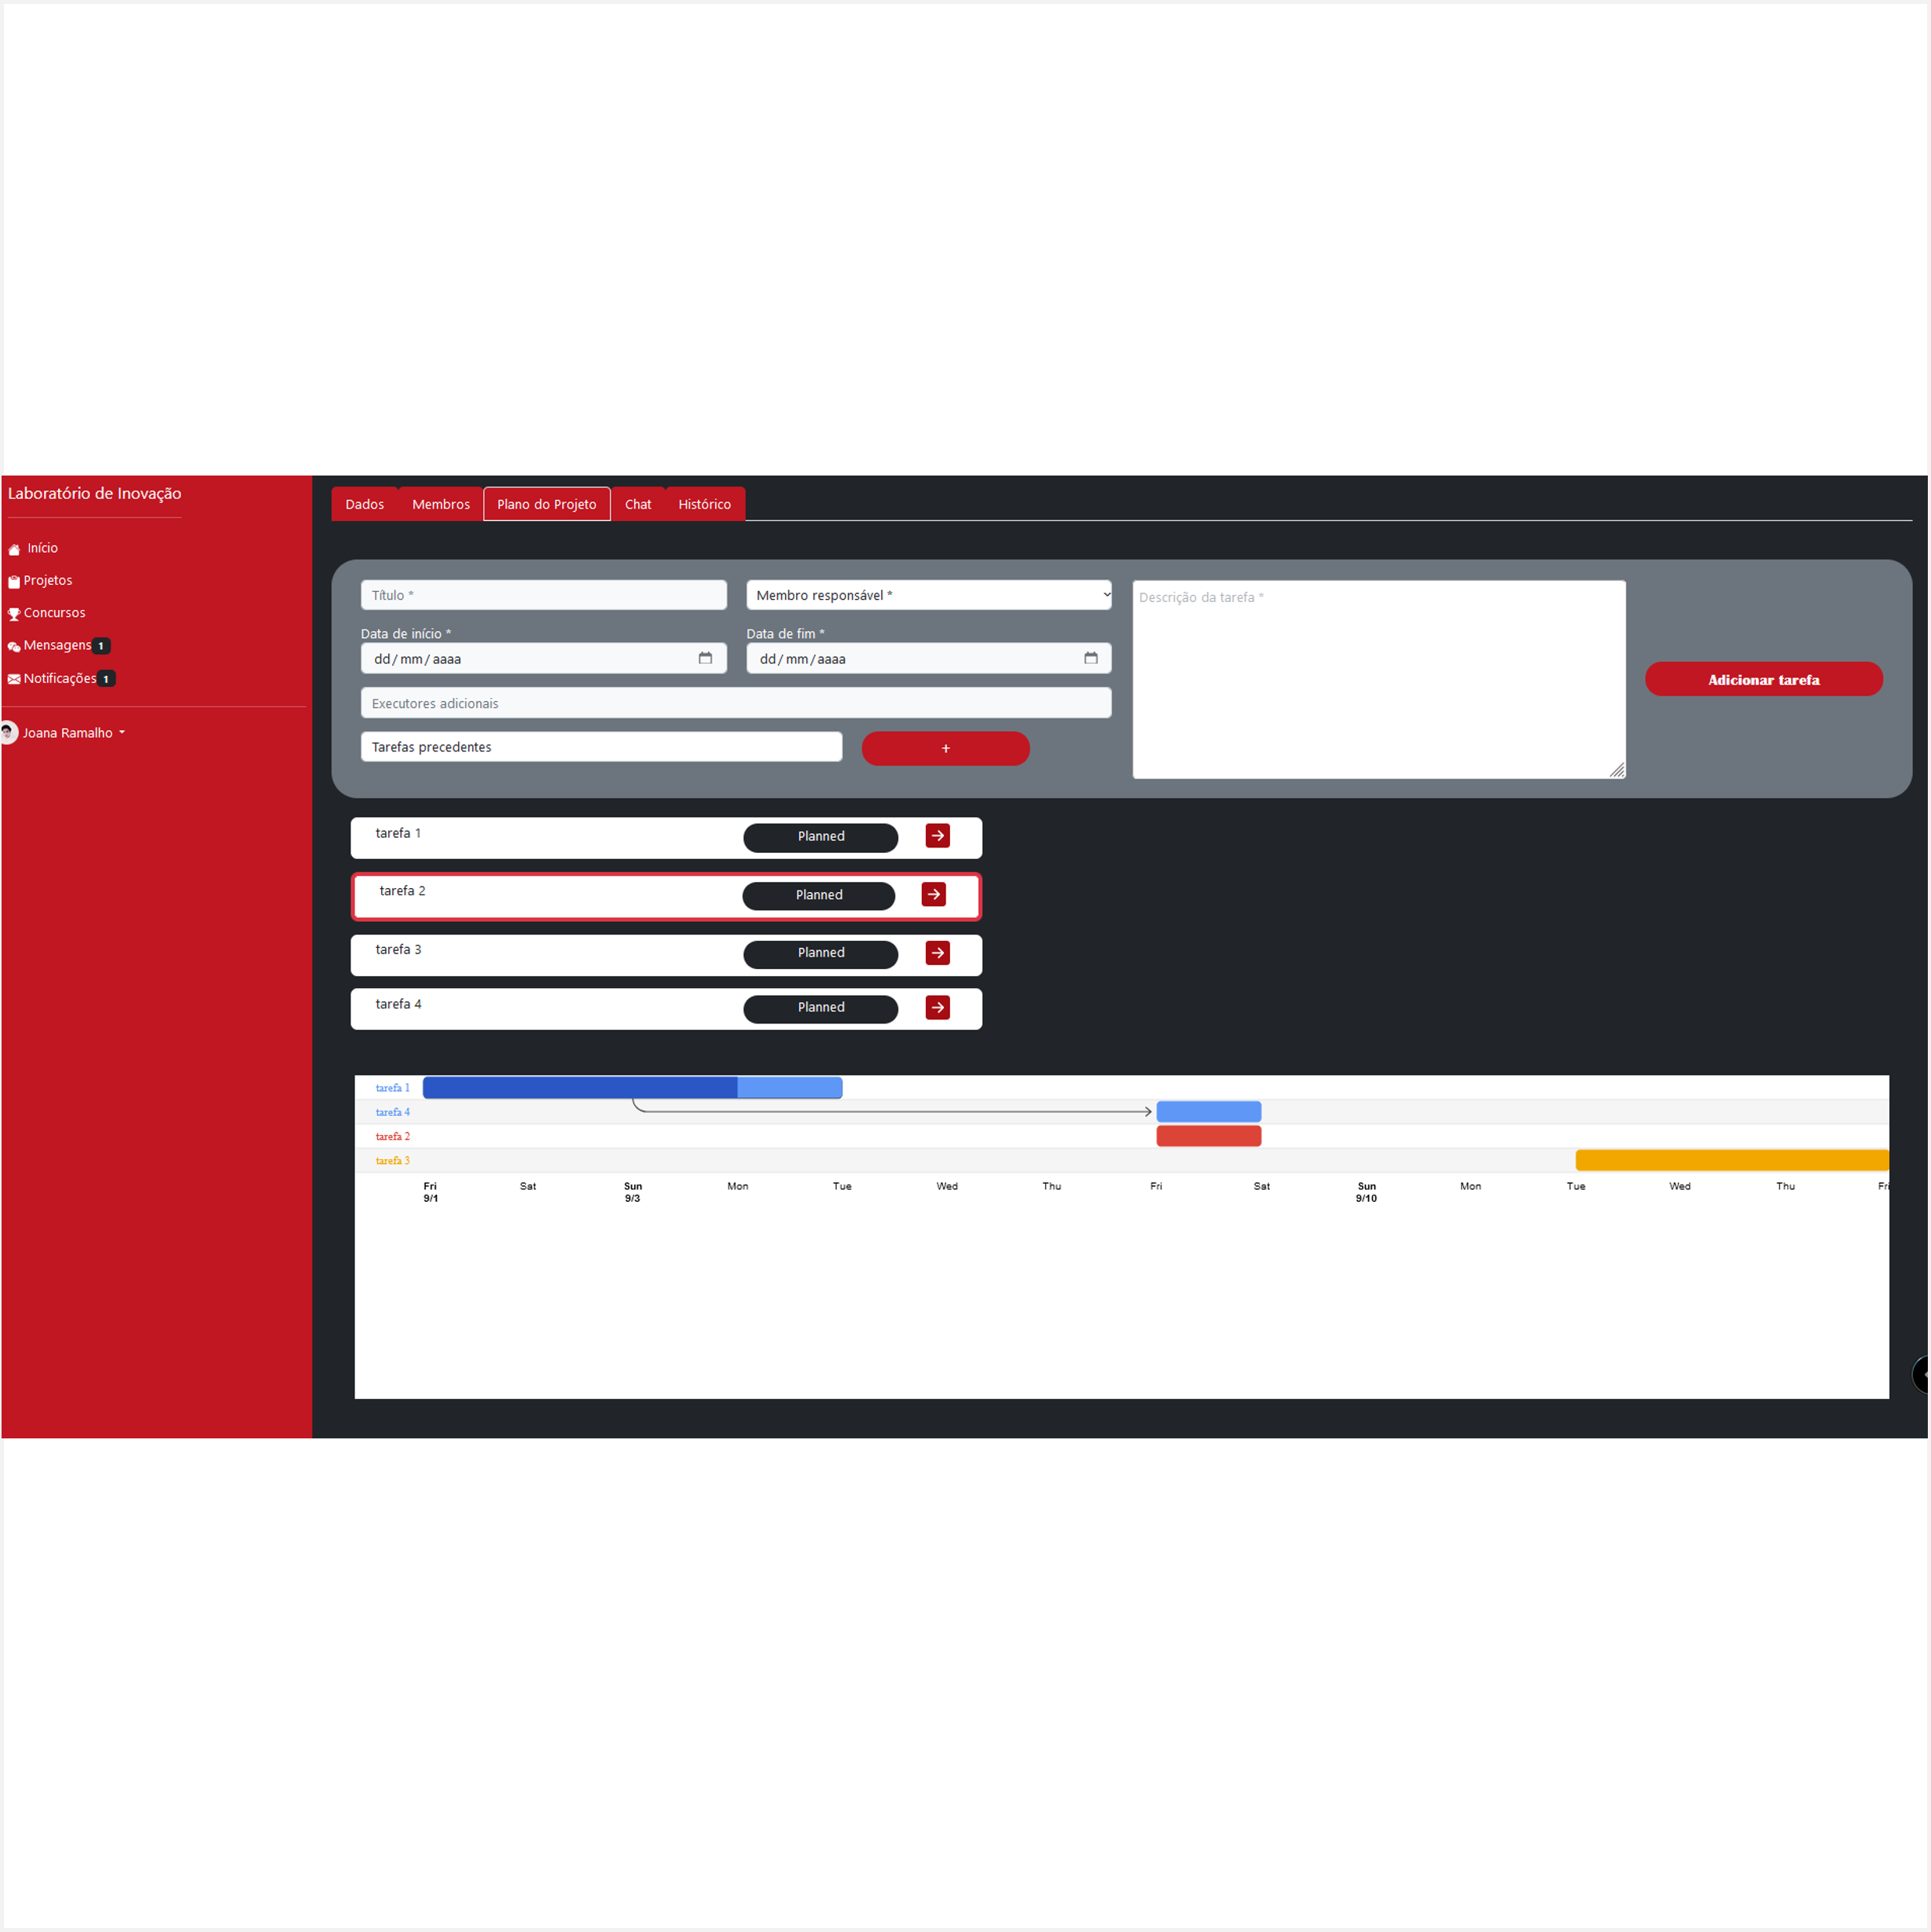 Laboratório de Inovação
Início
Projetos
Concursos
Mensagens 1
Notificações 1
Joana Ramalho
Dados Membros Plano do Projeto Chat Histórico
Título *
Membro responsável *
Descrição da tarefa *
Data de início *
Data de fim *
dd/mm/aaaa
dd/mm/aaaa
Executores adicionais
Tarefas precedentes
+
Adicionar tarefa
tarefa 1 Planned
tarefa 2 Planned
tarefa 3 Planned
tarefa 4 Planned
tarefa 1
tarefa 4
tarefa 2
tarefa 3
Fri Sat Sun Mon Tue Wed Thu Fri Sat Sun Mon Tue Wed Thu Fri
9/1 9/3 9/10